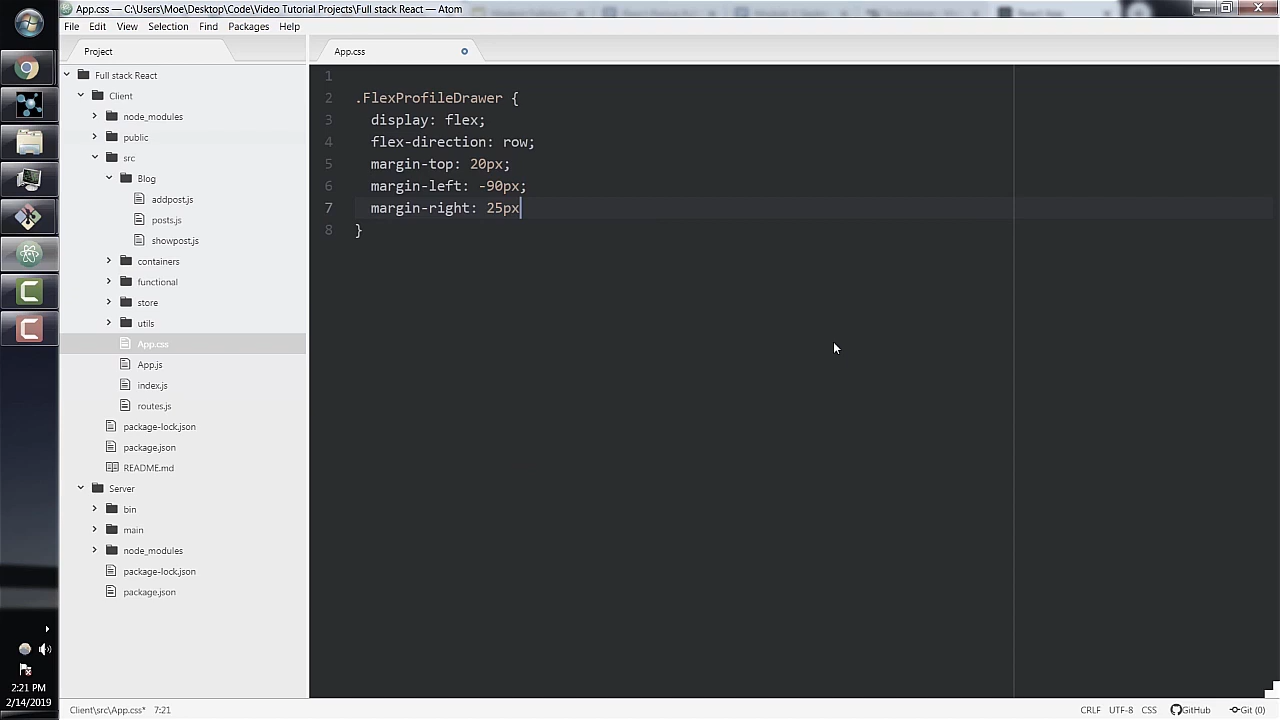 App.css — C:\Users\Moe\Desktop\Code\Video Tutorial Projects\Full stack React — Atom
File Edit View Selection Find Packages Help
Project
App.css
Full stack React
Client
node_modules
public
src
Blog
addpost.js
posts.js
showpost.js
containers
functional
store
utils
App.css
App.js
index.js
routes.js
package-lock.json
package.json
README.md
Server
bin
main
node_modules
package-lock.json
package.json
1
2 .FlexProfileDrawer {
3 display: flex;
4 flex-direction: row;
5 margin-top: 20px;
6 margin-left: -90px;
7 margin-right: 25px
8 }
2:21 PM
2/14/2019
Client\src\App.css* 7:21
CRLF UTF-8 CSS GitHub Git (0)